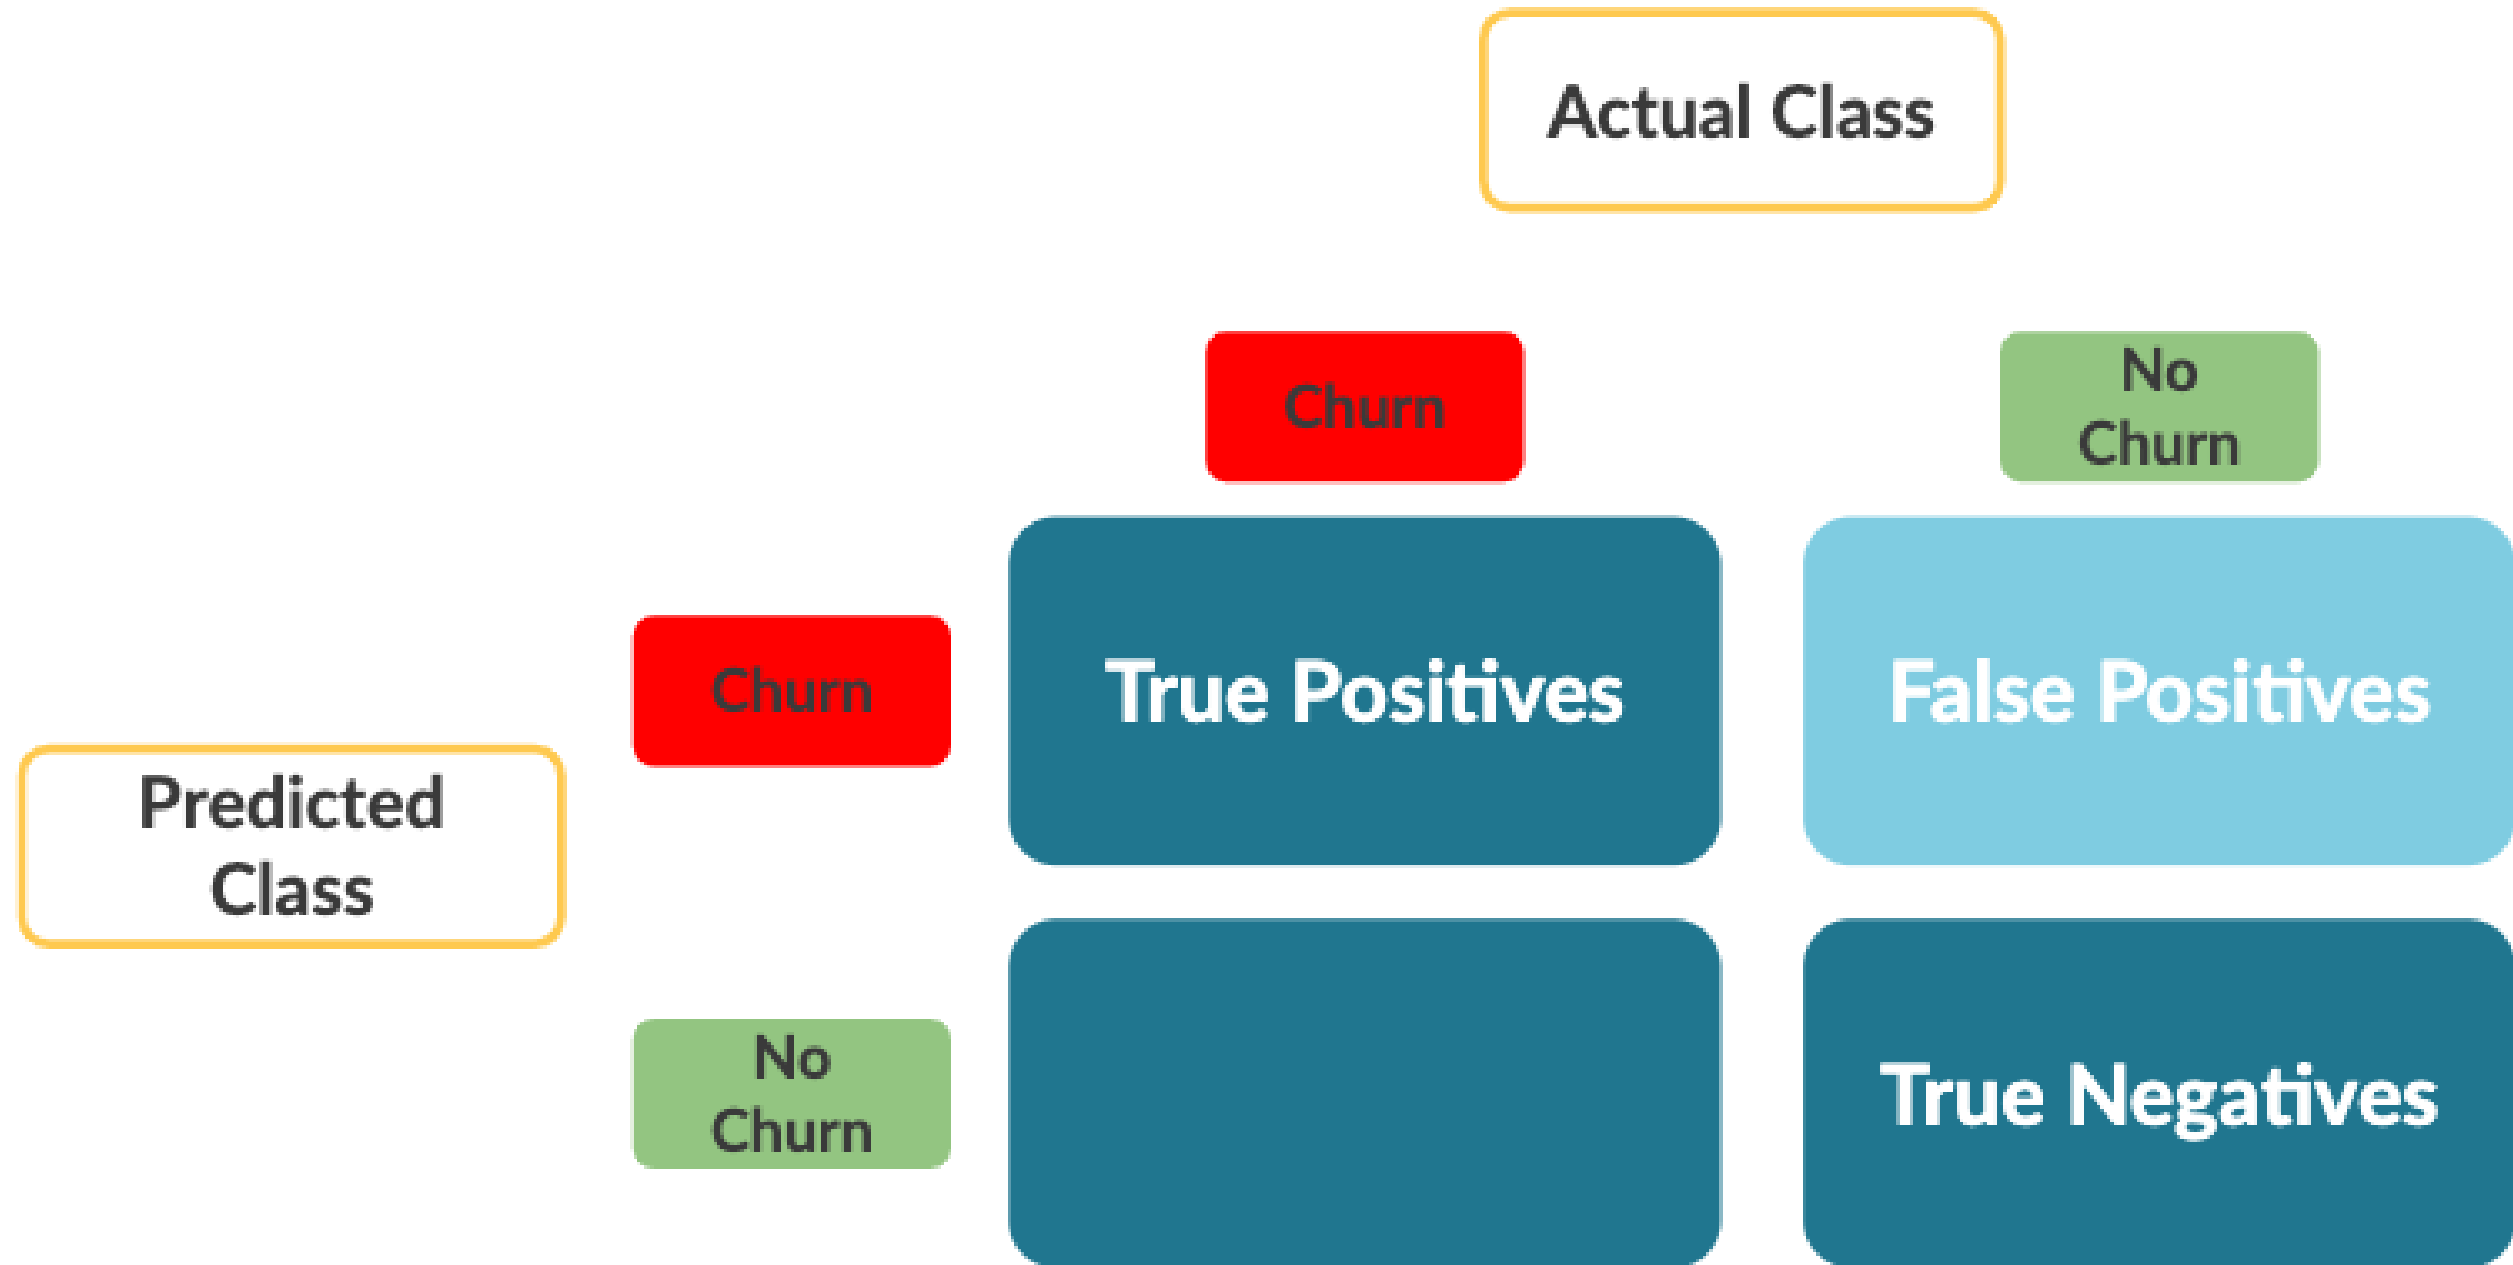 Actual Class
Churn
No
Churn
Churn
True Positives
False Positives
Predicted
Class
No
Churn
True Negatives